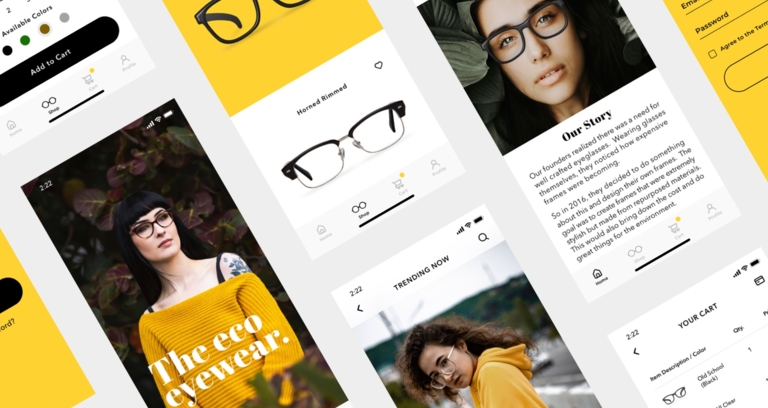 2
Available Colors
Add to Cart
Home
Shop
Cart
Profile
2:22
The eco
eyewear.
Horned Rimmed
Home
Shop
Cart
Profile
2:22
TRENDING NOW
Our Story
Our founders realized there was a need for
well crafted eyeglasses. Wearing glasses
themselves, they noticed how expensive
frames were becoming.
So in 2016, they decided to do something
about this and design their own frames. The
goal was to create frames that were extremely
stylish but made from repurposed materials.
This would also bring down the cost and do
great things for the environment.
Home
Shop
Cart
Profile
Password
Agree to the Term
2:22
YOUR CART
Item Description / Color
Qty.
Old School
(Black)
1
Clear